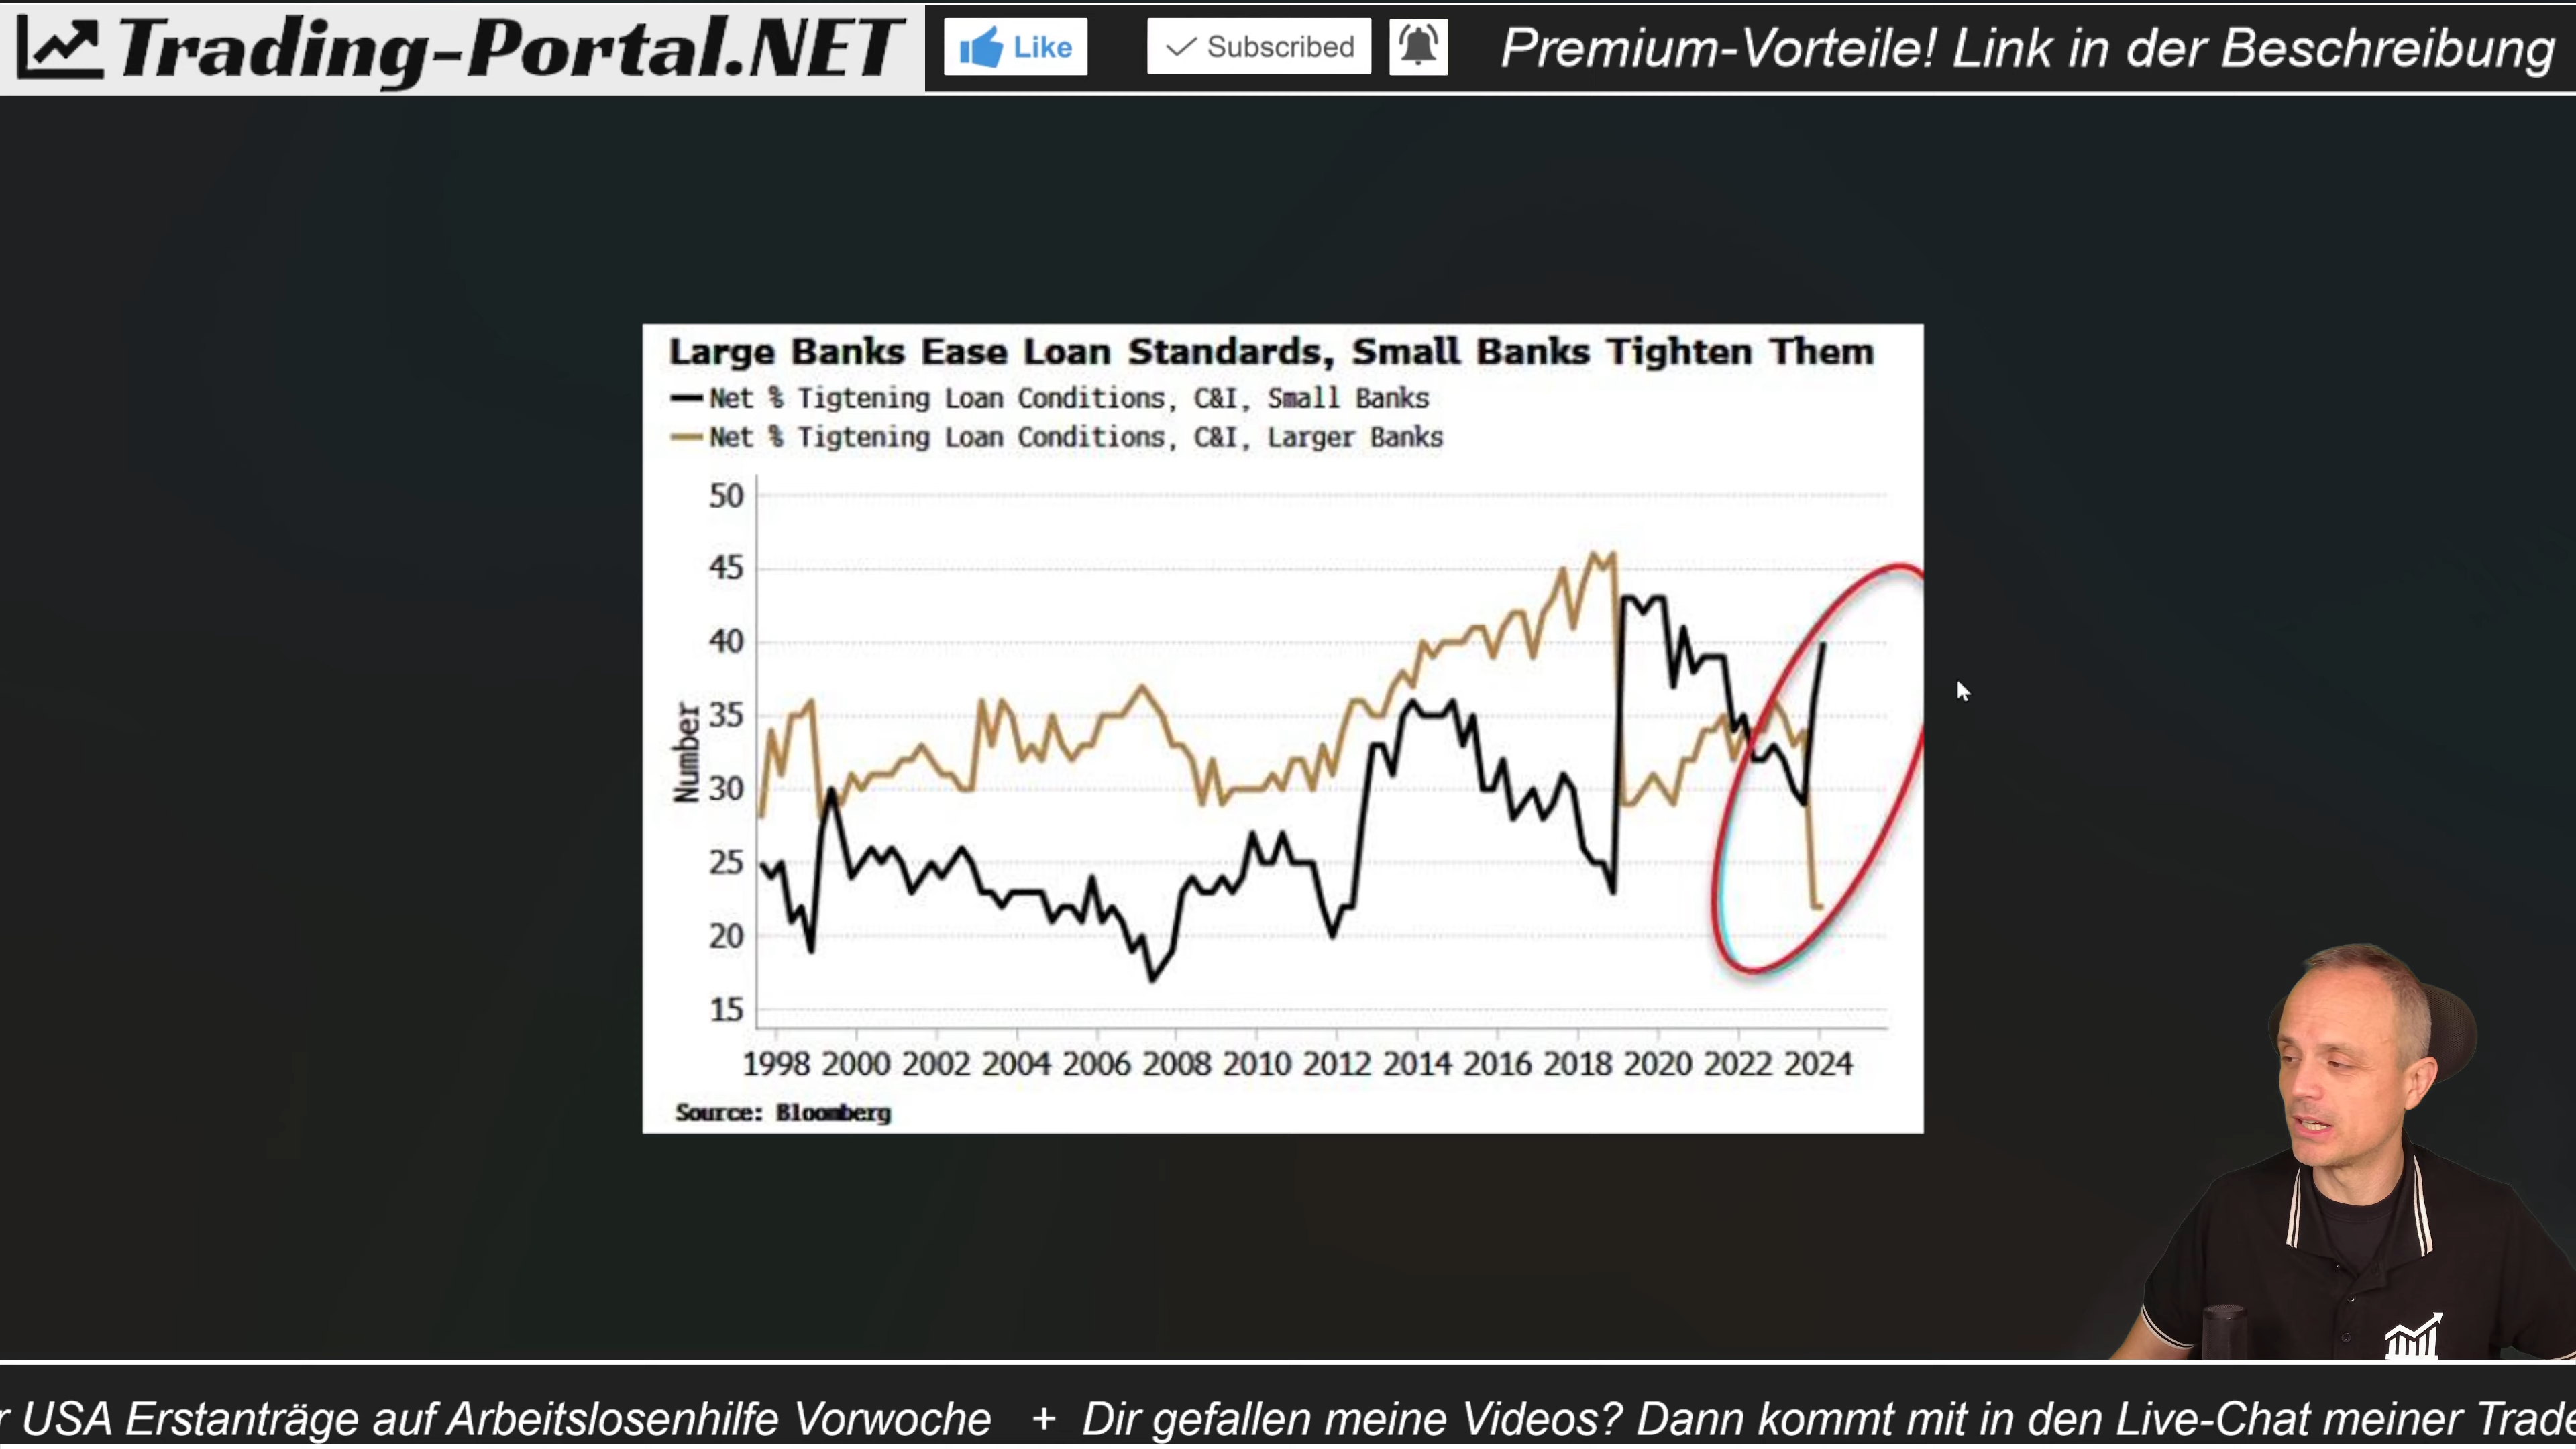 Trading-Portal.NET
Like
Subscribed
Premium-Vorteile! Link in der Beschreibung
Large Banks Ease Loan Standards, Small Banks Tighten Them
Net % Tigtening Loan Conditions, C&I, Small Banks
Net % Tigtening Loan Conditions, C&I, Larger Banks
50
45
40
35
30
25
20
15
Number
1998 2000 2002 2004 2006 2008 2010 2012 2014 2016 2018 2020 2022 2024
Source: Bloomberg
r USA Erstanträge auf Arbeitslosenhilfe Vorwoche + Dir gefallen meine Videos? Dann kommt mit in den Live-Chat meiner Trade